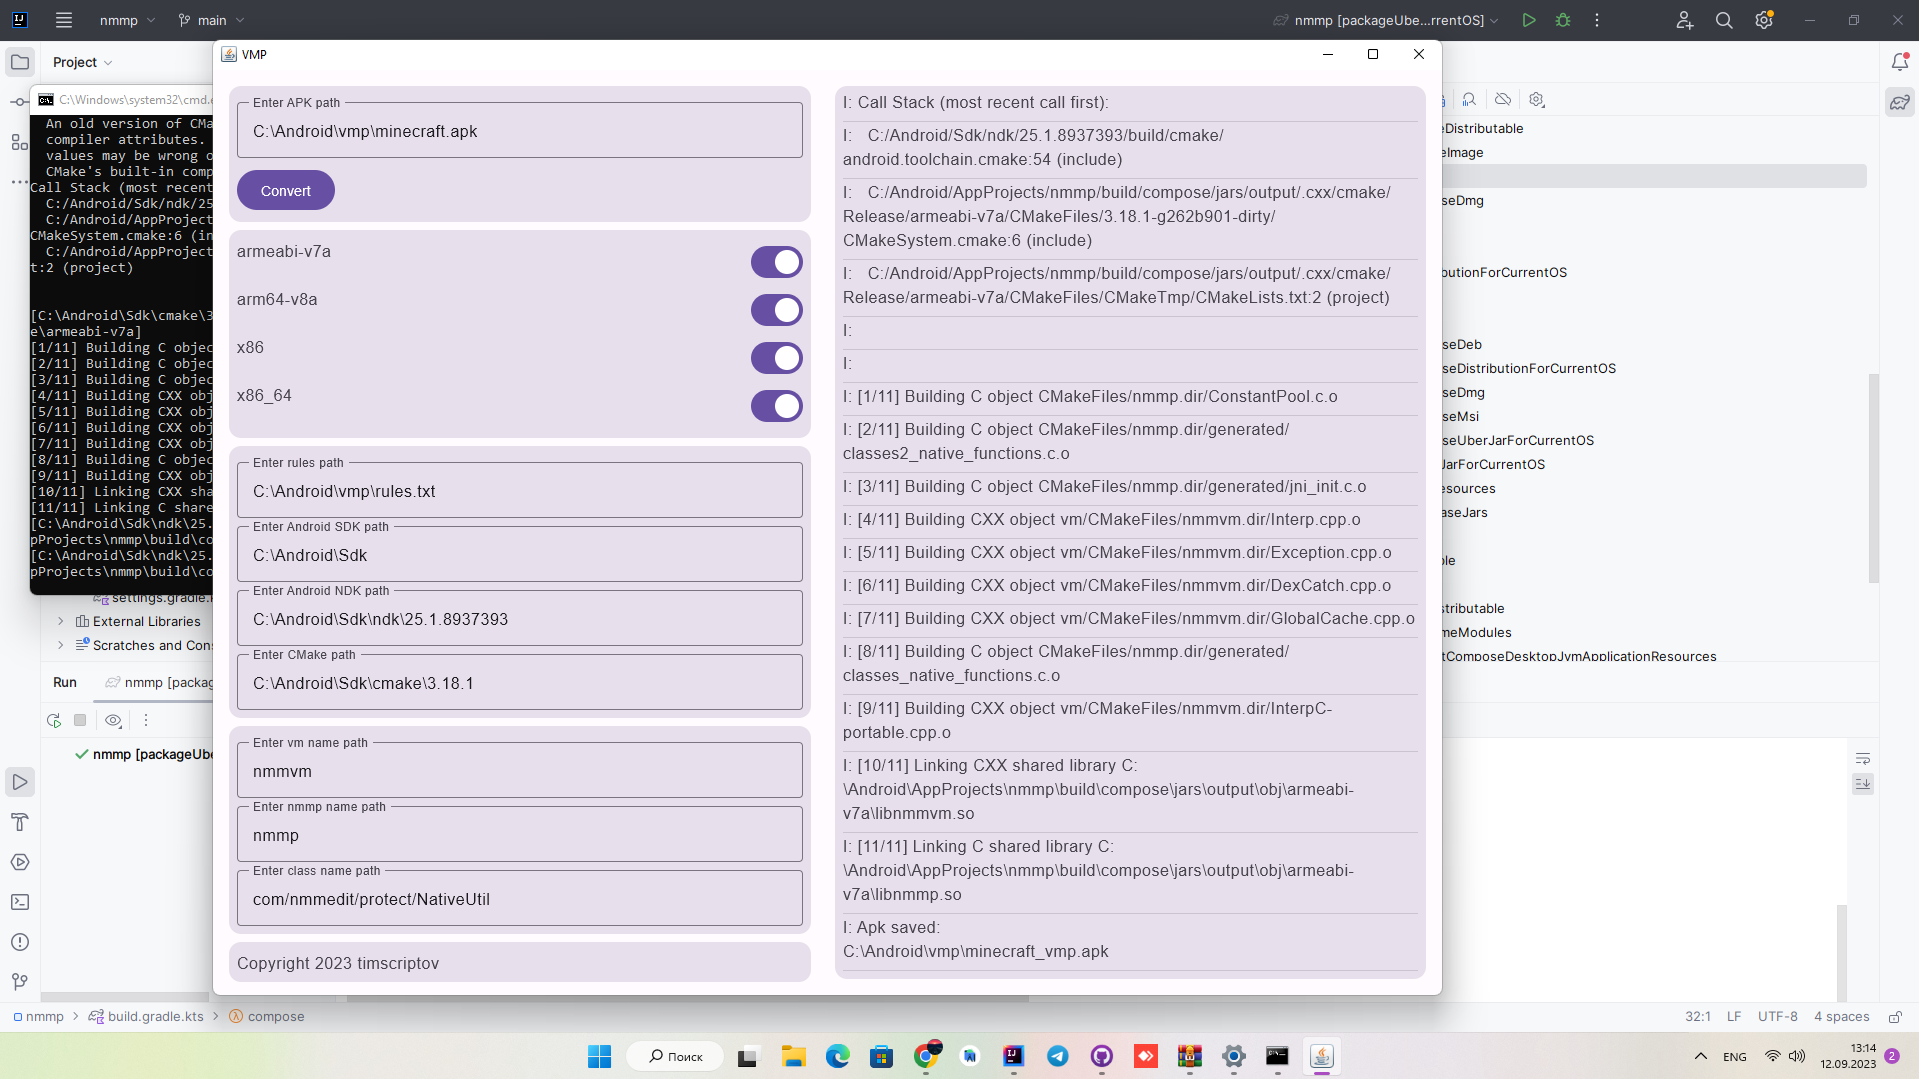 nmmp
main
nmmp [packageUbe...rrentOS]
Project
C:\Windows\system32\cmd.e
An old version of CMa
compiler attributes.
values may be wrong o
CMake's built-in comp
Call Stack (most recent
C:/Android/Sdk/ndk/25
C:/Android/AppProject
CMakeSystem.cmake:6 (in
C:/Android/AppProject
t:2 (project)
[C:\Android\Sdk\cmake\3
e\armeabi-v7a]
[1/11] Building C objec
[2/11] Building C objec
[3/11] Building C objec
[4/11] Building CXX obj
[5/11] Building CXX obj
[6/11] Building CXX obj
[7/11] Building CXX obj
[8/11] Building C objec
[9/11] Building CXX obj
[10/11] Linking CXX sha
[11/11] Linking C share
[C:\Android\Sdk\ndk\25.
pProjects\nmmp\build\co
[C:\Android\Sdk\ndk\25.
pProjects\nmmp\build\co
settings.gradle.
External Libraries
Scratches and Con
Run
nmmp [packag
nmmp [packageUb
VMP
Enter APK path
C:\Android\vmp\minecraft.apk
Convert
armeabi-v7a
arm64-v8a
x86
x86_64
Enter rules path
C:\Android\vmp\rules.txt
Enter Android SDK path
C:\Android\Sdk
Enter Android NDK path
C:\Android\Sdk\ndk\25.1.8937393
Enter CMake path
C:\Android\Sdk\cmake\3.18.1
Enter vm name path
nmmvm
Enter nmmp name path
nmmp
Enter class name path
com/nmmedit/protect/NativeUtil
Copyright 2023 timscriptov
I: Call Stack (most recent call first):
I: C:/Android/Sdk/ndk/25.1.8937393/build/cmake/
android.toolchain.cmake:54 (include)
I: C:/Android/AppProjects/nmmp/build/compose/jars/output/.cxx/cmake/
Release/armeabi-v7a/CMakeFiles/3.18.1-g262b901-dirty/
CMakeSystem.cmake:6 (include)
I: C:/Android/AppProjects/nmmp/build/compose/jars/output/.cxx/cmake/
Release/armeabi-v7a/CMakeFiles/CMakeTmp/CMakeLists.txt:2 (project)
I:
I:
I: [1/11] Building C object CMakeFiles/nmmp.dir/ConstantPool.c.o
I: [2/11] Building C object CMakeFiles/nmmp.dir/generated/
classes2_native_functions.c.o
I: [3/11] Building C object CMakeFiles/nmmp.dir/generated/jni_init.c.o
I: [4/11] Building CXX object vm/CMakeFiles/nmmvm.dir/Interp.cpp.o
I: [5/11] Building CXX object vm/CMakeFiles/nmmvm.dir/Exception.cpp.o
I: [6/11] Building CXX object vm/CMakeFiles/nmmvm.dir/DexCatch.cpp.o
I: [7/11] Building CXX object vm/CMakeFiles/nmmvm.dir/GlobalCache.cpp.o
I: [8/11] Building C object CMakeFiles/nmmp.dir/generated/
classes_native_functions.c.o
I: [9/11] Building CXX object vm/CMakeFiles/nmmvm.dir/InterpC-
portable.cpp.o
I: [10/11] Linking CXX shared library C:
\Android\AppProjects\nmmp\build\compose\jars\output\obj\armeabi-
v7a\libnmmvm.so
I: [11/11] Linking C shared library C:
\Android\AppProjects\nmmp\build\compose\jars\output\obj\armeabi-
v7a\libnmmp.so
I: Apk saved:
C:\Android\vmp\minecraft_vmp.apk
eDistributable
eImage
seDmg
butionForCurrentOS
seDeb
seDistributionForCurrentOS
seDmg
seMsi
seUberJarForCurrentOS
JarForCurrentOS
esources
aseJars
ble
stributable
meModules
tComposeDesktopJvmApplicationResources
nmmp
build.gradle.kts
compose
32:1
LF
UTF-8
4 spaces
Поиск
ENG
13:14
12.09.2023
2